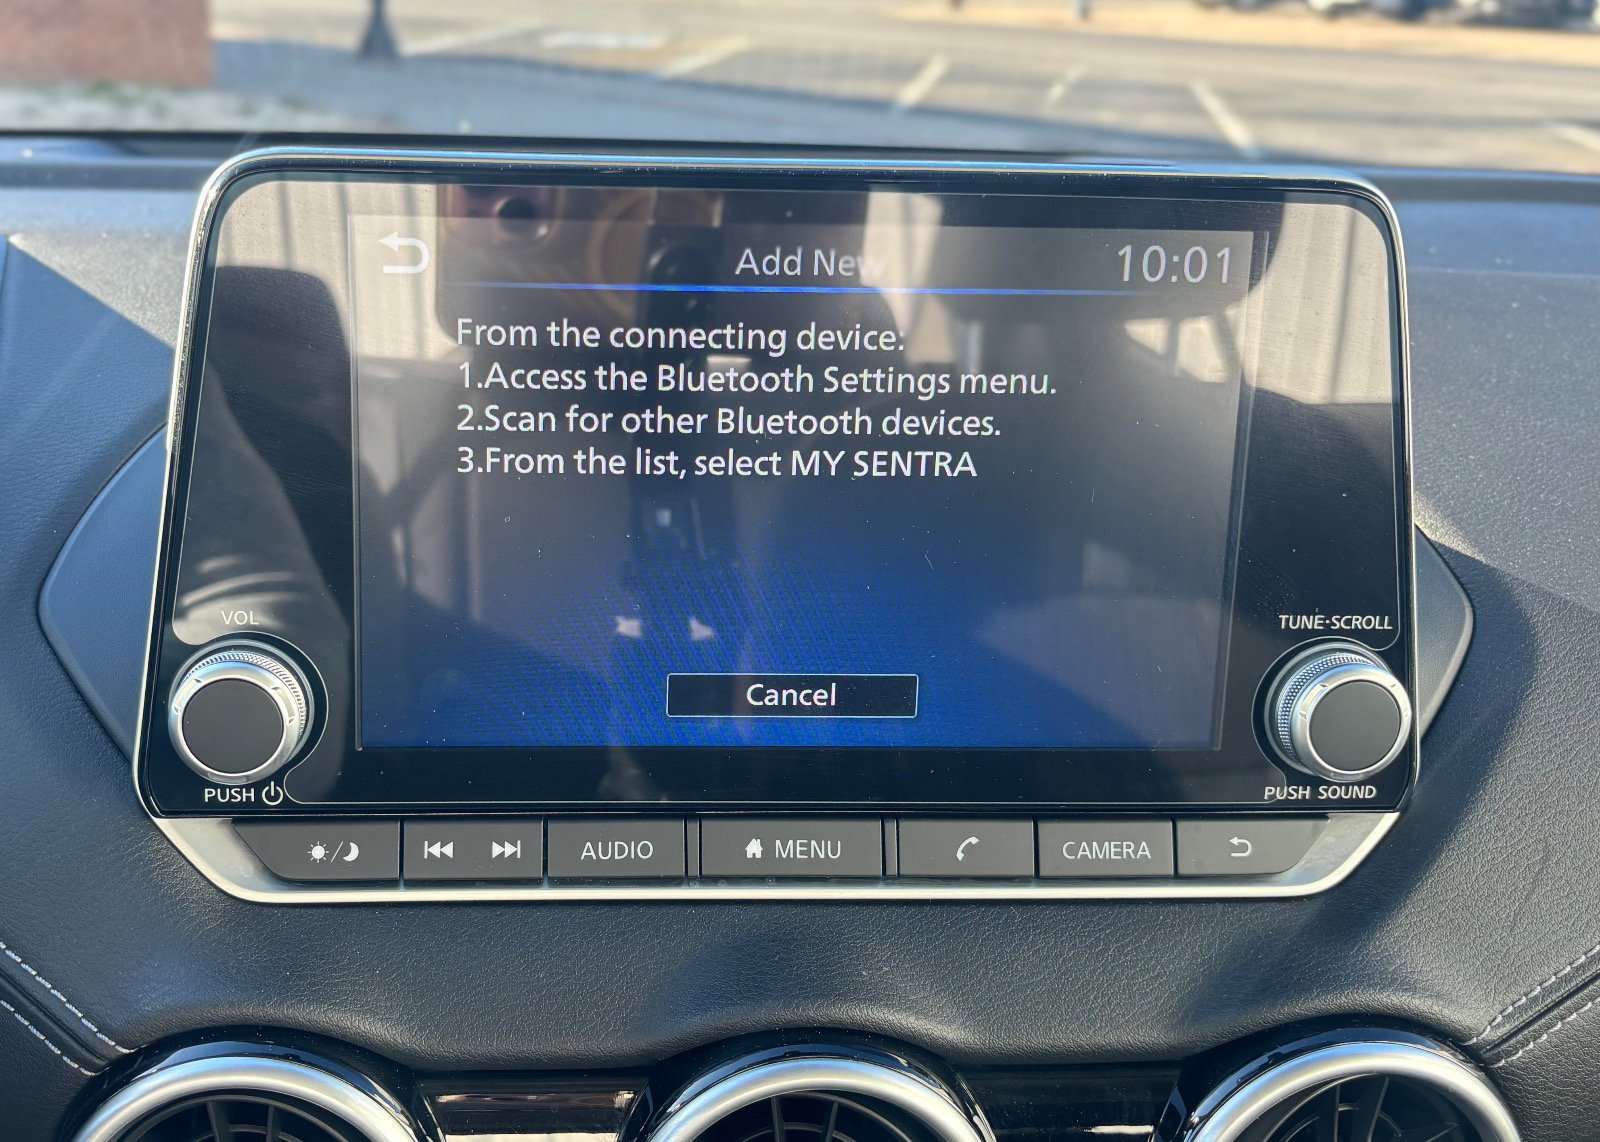 Add New
10:01
From the connecting device:
1.Access the Bluetooth Settings menu.
2.Scan for other Bluetooth devices.
3.From the list, select MY SENTRA
Cancel
VOL
PUSH
TUNE·SCROLL
PUSH SOUND
AUDIO
MENU
CAMERA